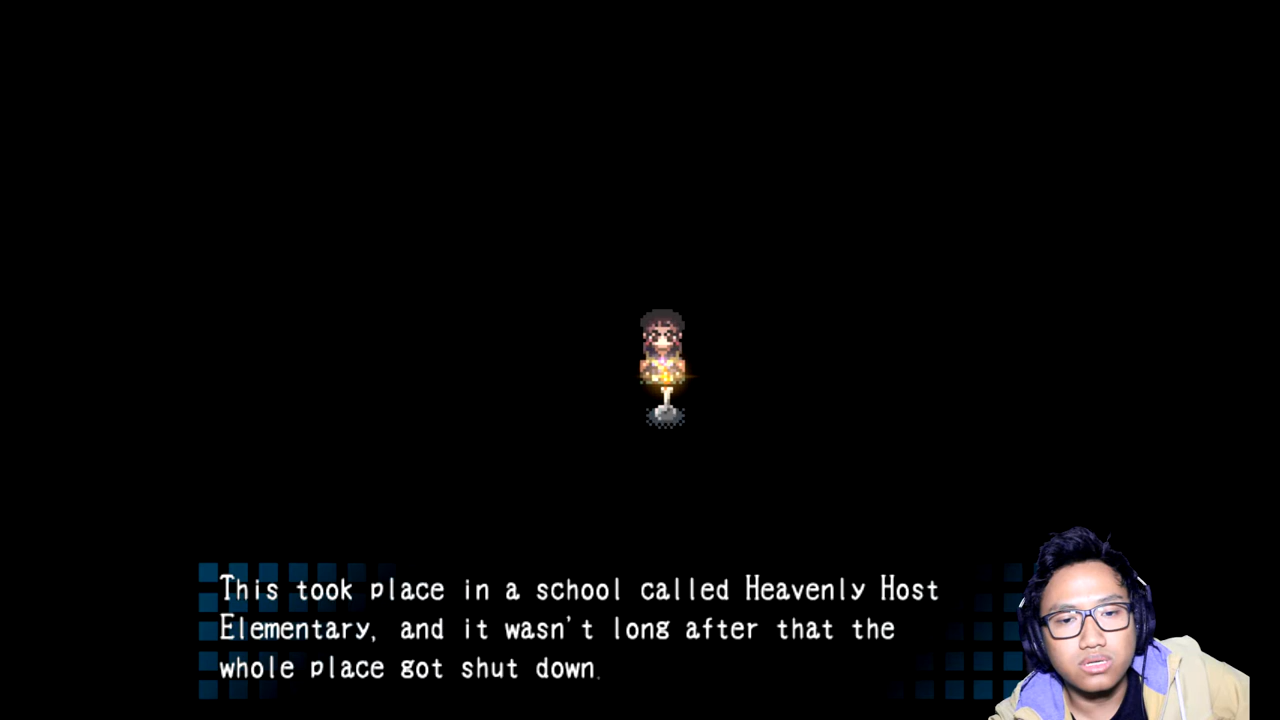 This took place in a school called Heavenly Host
Elementary, and it wasn't long after that the
whole place got shut down.